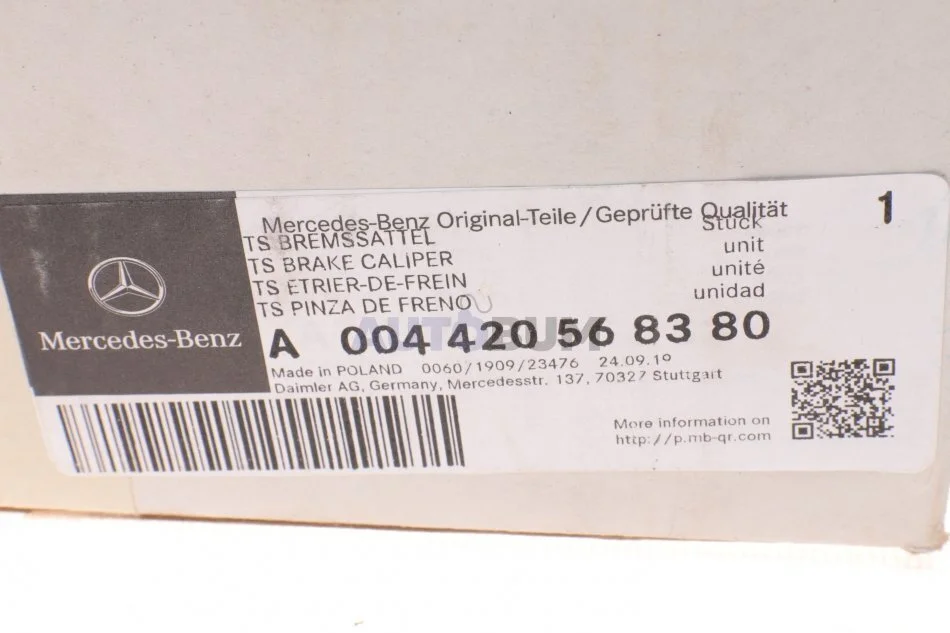 Mercedes-Benz Original-Teile/Geprüfte Qualität
1
Stück
TS BREMSSATTEL
unit
TS BRAKE CALIPER
unité
TS ETRIER-DE-FREIN
unidad
TS PINZA DE FRENO
Mercedes-Benz
AUTOBUM
A 004 420 56 83 80
Made in POLAND 0060/1909/23476 24.09.19
Daimler AG, Germany, Mercedesstr. 137, 70327 Stuttgart
More information on
http://p.mb-qr.com